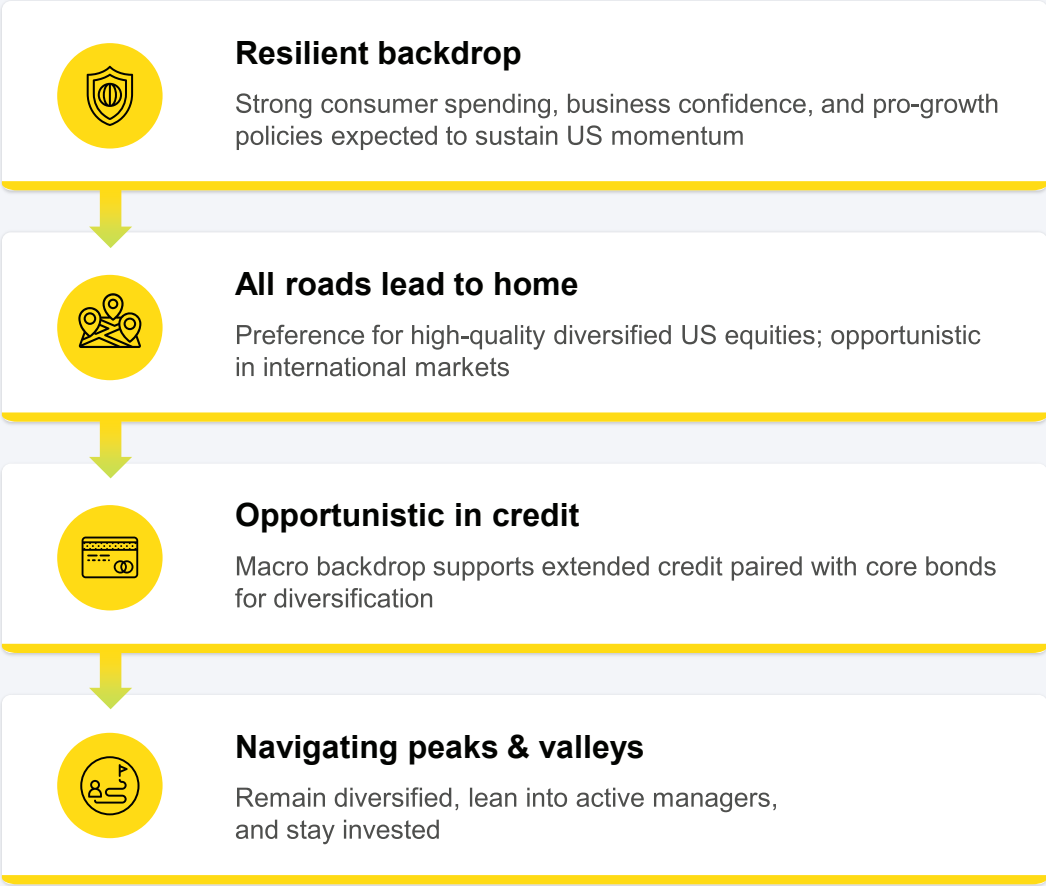 Resilient backdrop
Strong consumer spending, business confidence, and pro-growth
policies expected to sustain US momentum
All roads lead to home
Preference for high-quality diversified US equities; opportunistic
in international markets
Opportunistic in credit
Macro backdrop supports extended credit paired with core bonds
for diversification
Navigating peaks & valleys
Remain diversified, lean into active managers,
and stay invested